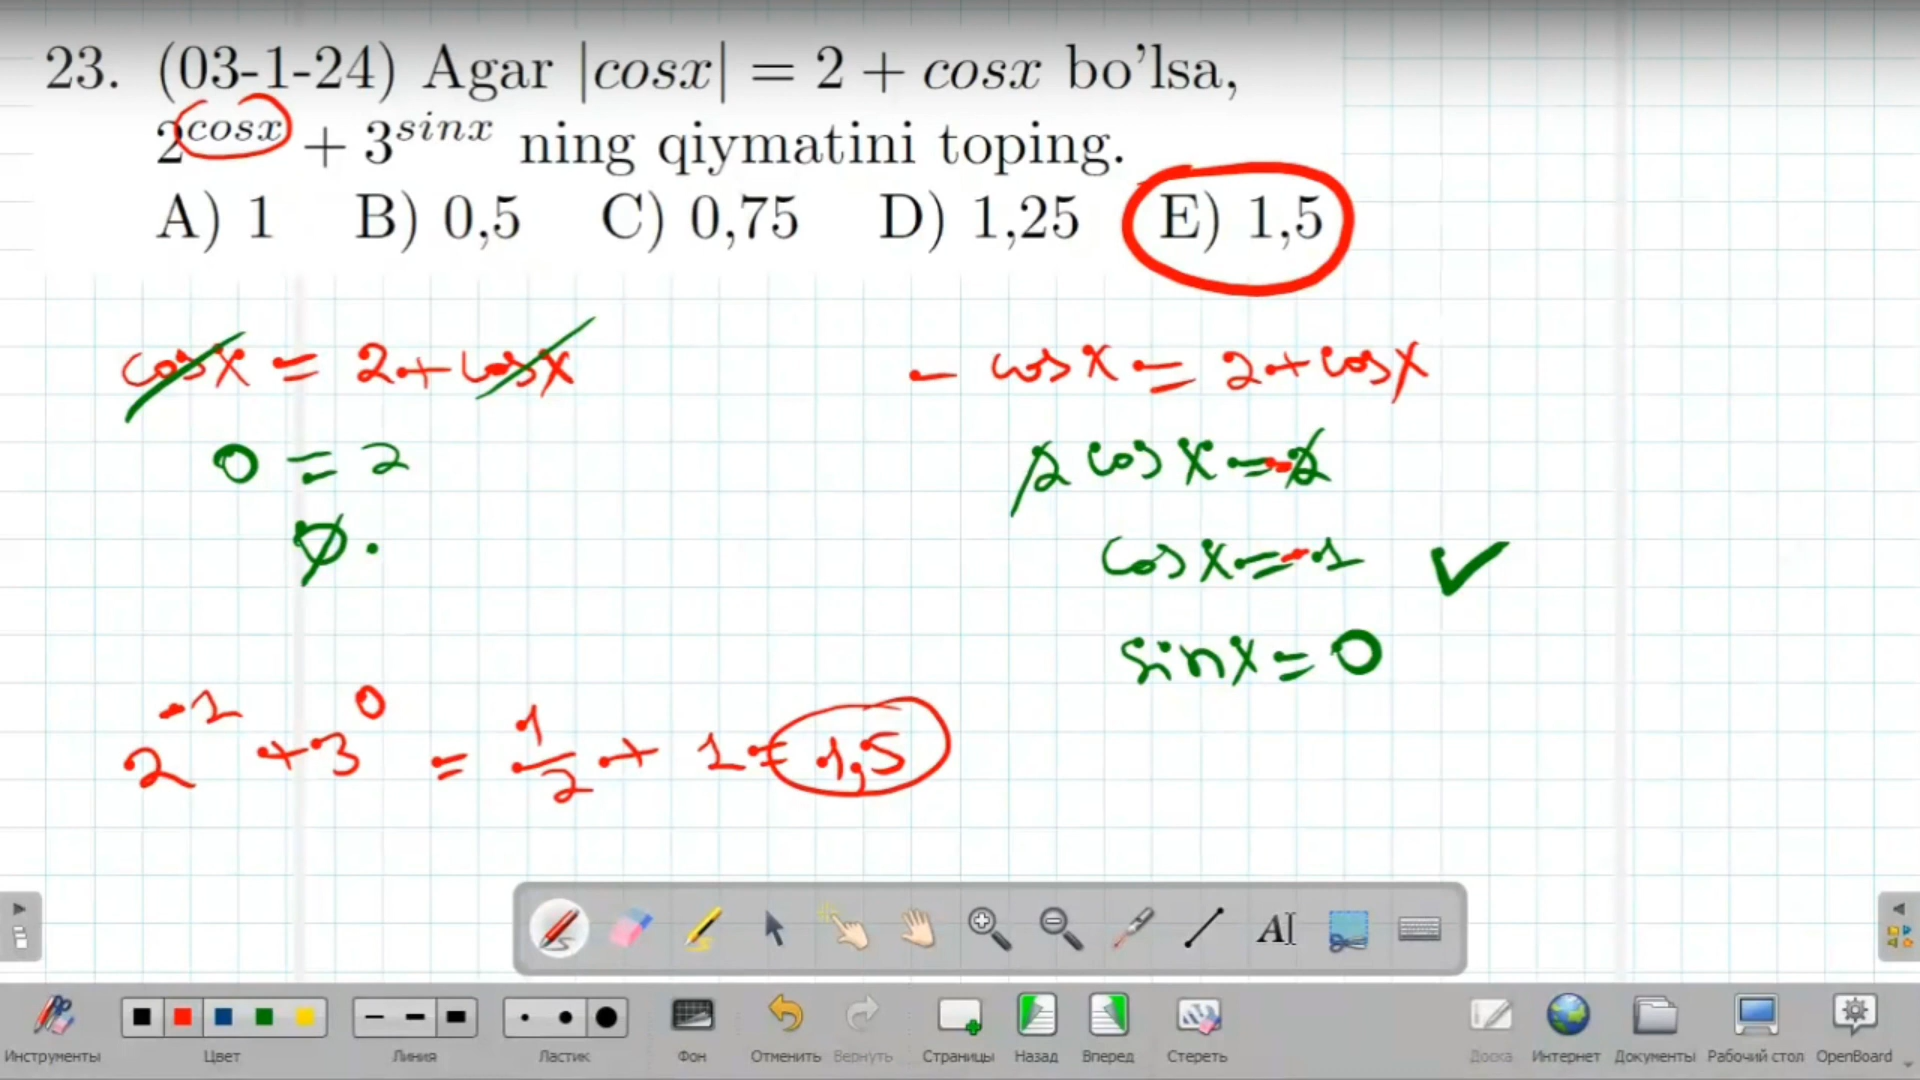 23. (03-1-24) Agar |cosx| = 2 + cosx bo'lsa,
2^{cosx} + 3^{sinx} ning qiymatini toping.
A) 1 B) 0,5 C) 0,75 D) 1,25 E) 1,5
cosx = 2+cosx
0 = 2
∅.
- cosx = 2+cosx
2 cosx = -2
cosx = -1 ✓
sinx = 0
2^{-1} + 3^{0} = 1/2 + 1 = 1,5
AI
Инструменты Цвет Линия Ластик Фон Отменить Вернуть Страницы Назад Вперед Стереть Доска Интернет Документы Рабочий стол OpenBoard